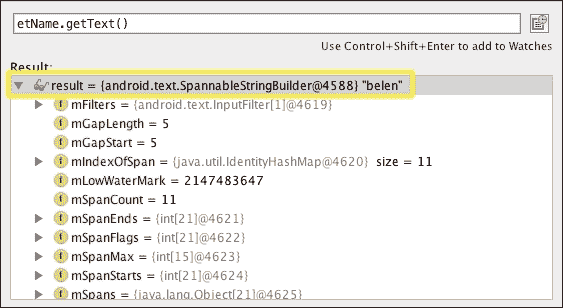 etName.getText()
Use Control+Shift+Enter to add to Watches
Result:
result = {android.text.SpannableStringBuilder@4588} "belen"
mFilters = {android.text.InputFilter[1]@4619}
mGapLength = 5
mGapStart = 5
mIndexOfSpan = {java.util.IdentityHashMap@4620} size = 11
mLowWaterMark = 2147483647
mSpanCount = 11
mSpanEnds = {int[21]@4621}
mSpanFlags = {int[21]@4622}
mSpanMax = {int[15]@4623}
mSpanStarts = {int[21]@4624}
mSpans = {java.lang.Object[21]@4625}